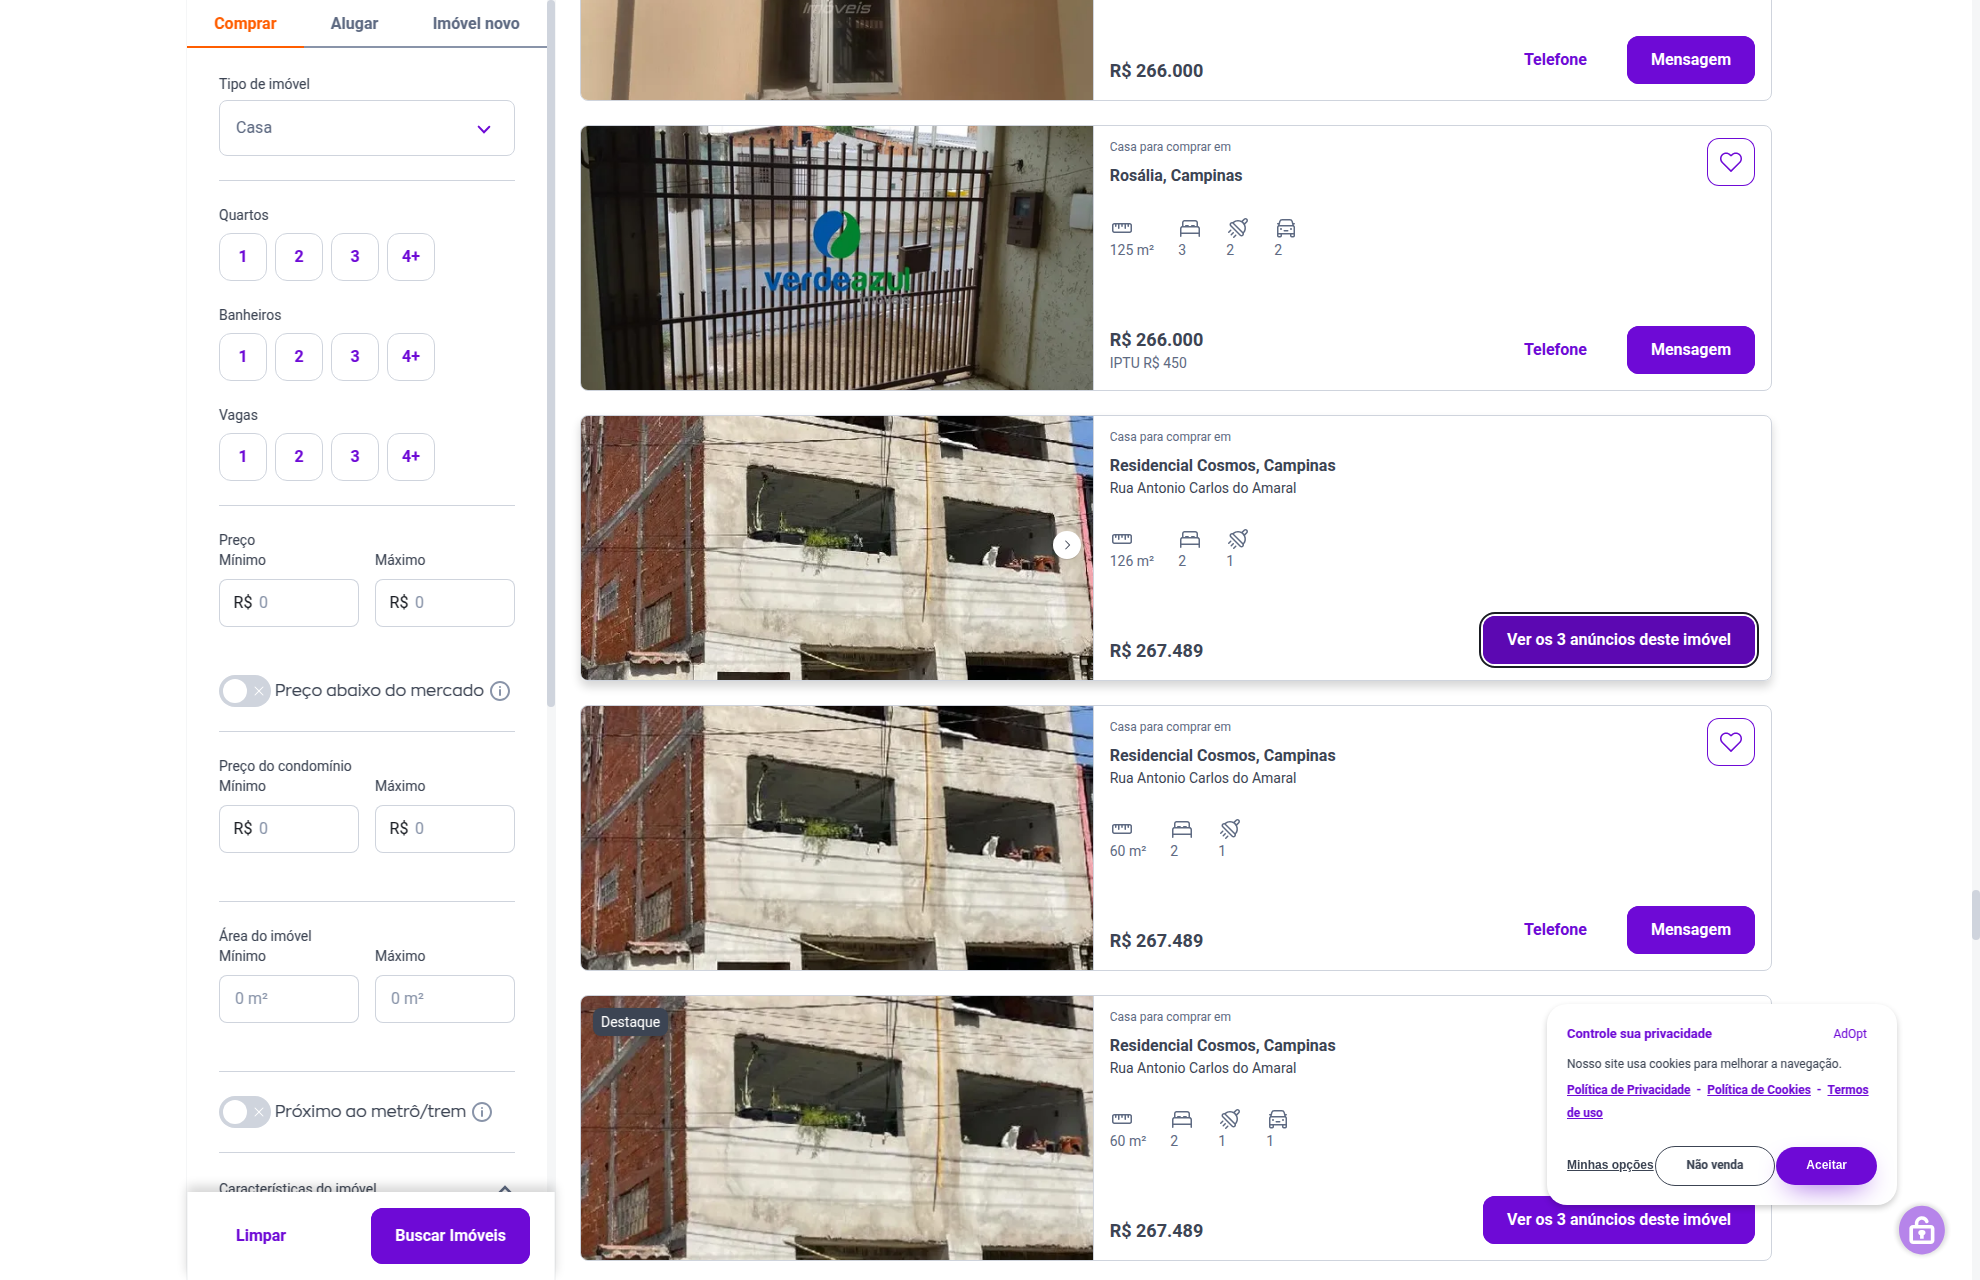 Comprar
Alugar
Imóvel novo
Tipo de imóvel
Casa
Quartos
1
2
3
4+
Banheiros
1
2
3
4+
Vagas
1
2
3
4+
Preço
Mínimo
Máximo
R$ 0
R$ 0
Preço abaixo do mercado
Preço do condomínio
Mínimo
Máximo
R$ 0
R$ 0
Área do imóvel
Mínimo
Máximo
0 m²
0 m²
Próximo ao metrô/trem
Características do imóvel
Limpar
Buscar Imóveis
Imóveis
R$ 266.000
Telefone
Mensagem
verdeazul
imóveis
Casa para comprar em
Rosália, Campinas
125 m²
3
2
2
R$ 266.000
IPTU R$ 450
Telefone
Mensagem
Casa para comprar em
Residencial Cosmos, Campinas
Rua Antonio Carlos do Amaral
126 m²
2
1
R$ 267.489
Ver os 3 anúncios deste imóvel
Casa para comprar em
Residencial Cosmos, Campinas
Rua Antonio Carlos do Amaral
60 m²
2
1
R$ 267.489
Telefone
Mensagem
Destaque
Casa para comprar em
Residencial Cosmos, Campinas
Rua Antonio Carlos do Amaral
60 m²
2
1
1
R$ 267.489
Ver os 3 anúncios deste imóvel
Controle sua privacidade
AdOpt
Nosso site usa cookies para melhorar a navegação.
Política de Privacidade - Política de Cookies - Termos
de uso
Minhas opções
Não venda
Aceitar